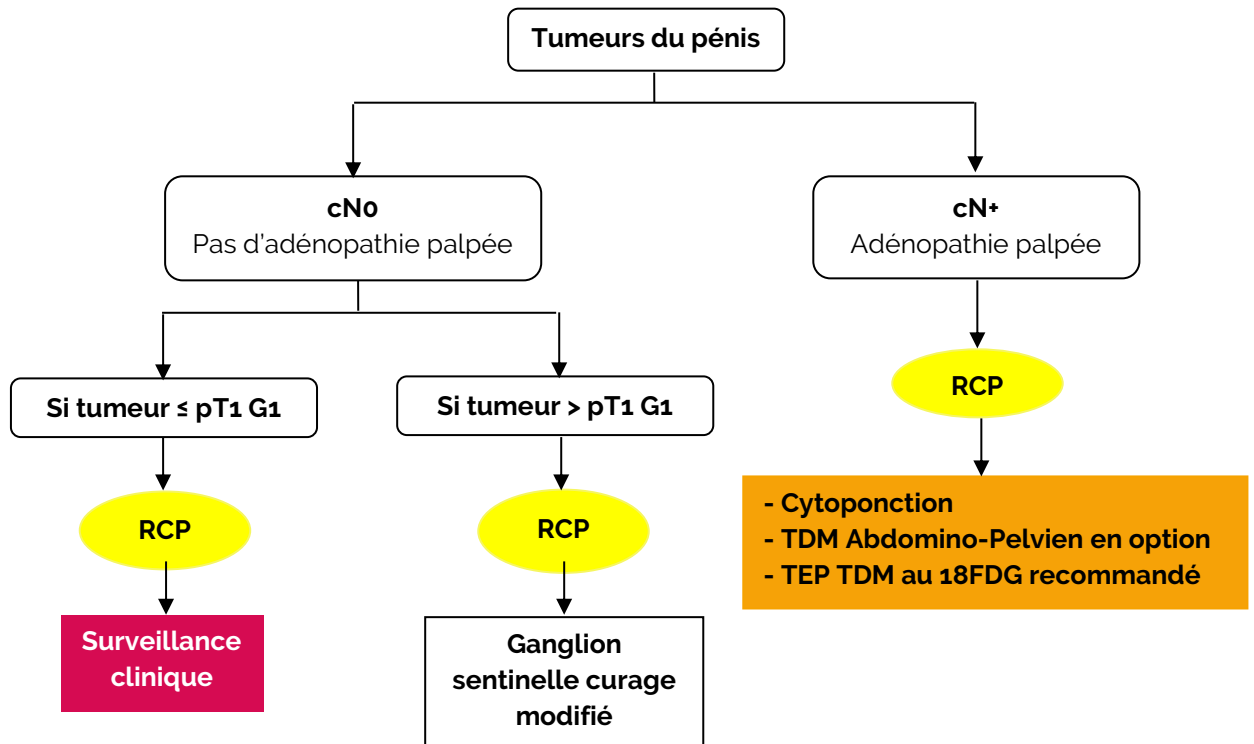 Tumeurs du pénis
cN0
Pas d'adénopathie palpée
cN+
Adénopathie palpée
Si tumeur ≤ pT1 G1
Si tumeur > pT1 G1
RCP
RCP
RCP
- Cytoponction
- TDM Abdomino-Pelvien en option
- TEP TDM au 18FDG recommandé
Surveillance
clinique
Ganglion
sentinelle curage
modifié